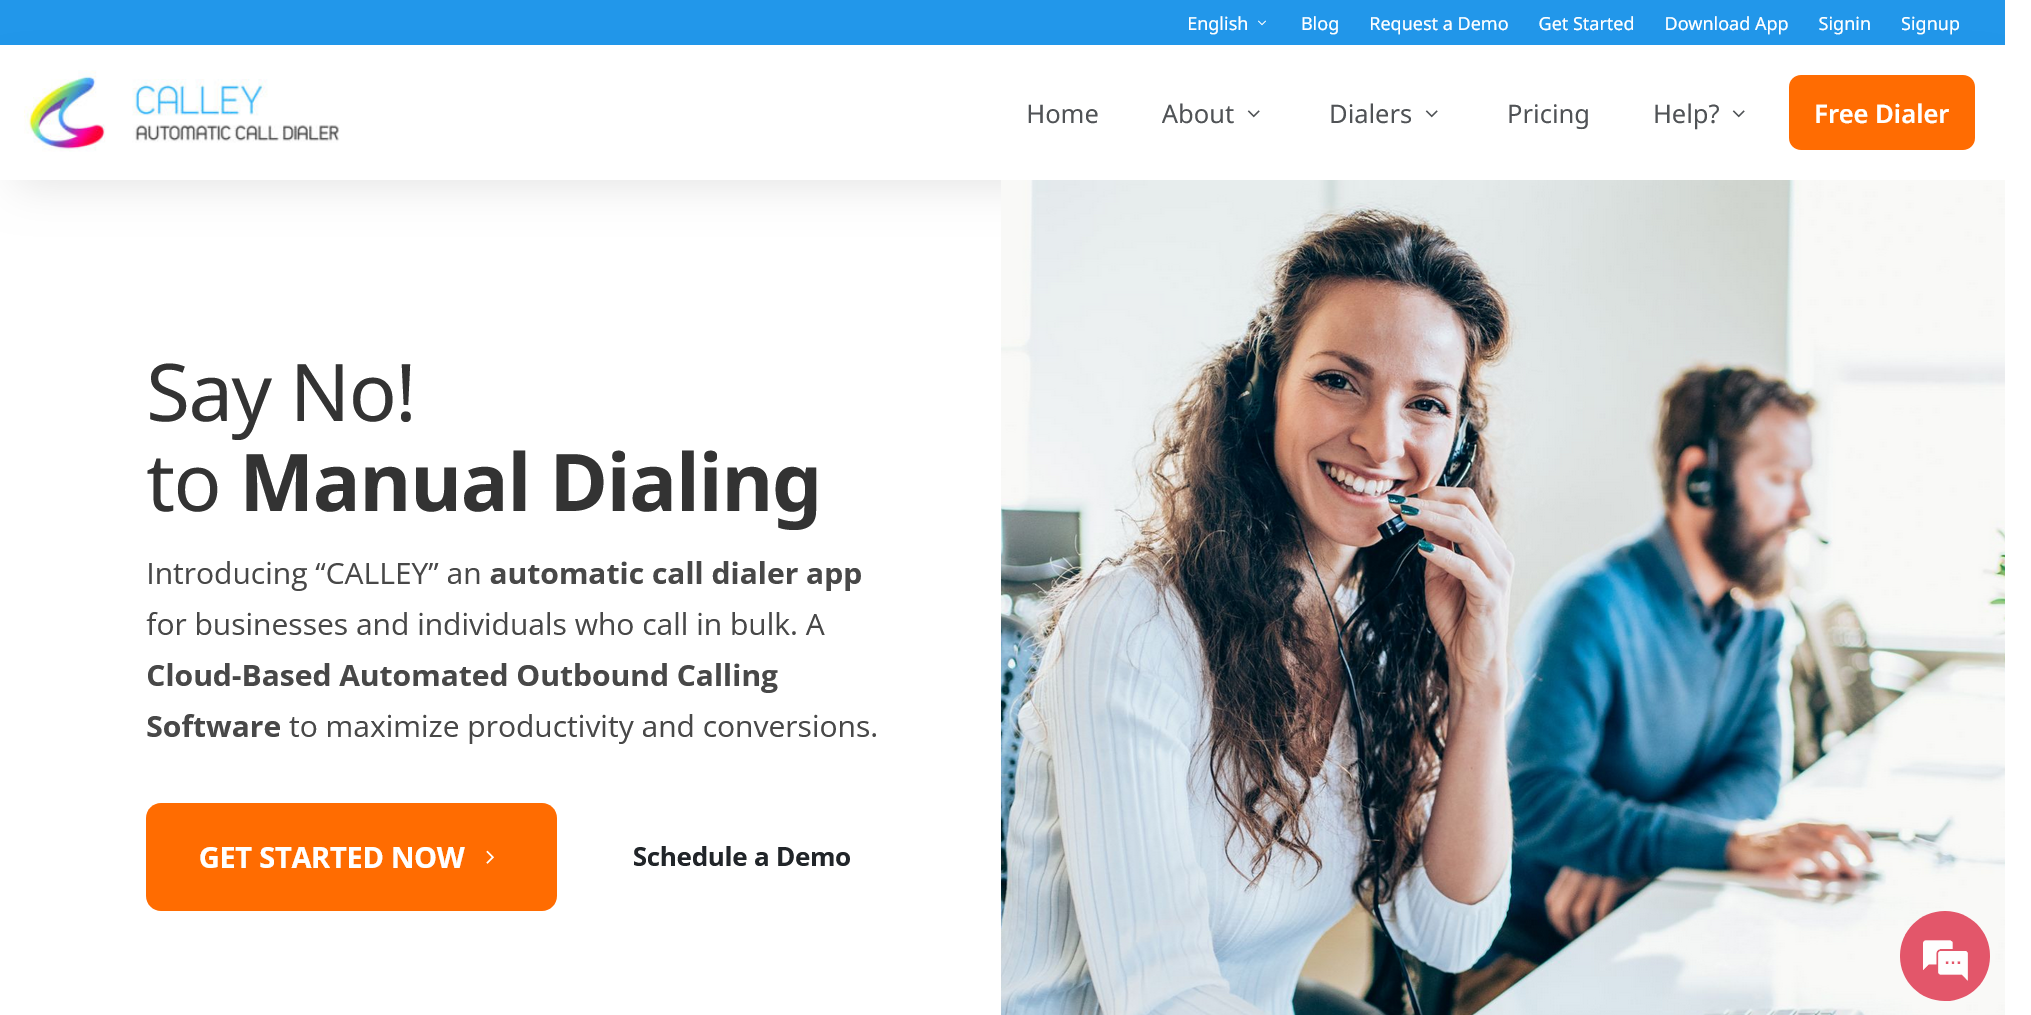 English Blog Request a Demo Get Started Download App Signin Signup
CALLEY
AUTOMATIC CALL DIALER
Home About Dialers Pricing Help? Free Dialer
Say No!
to Manual Dialing
Introducing “CALLEY” an automatic call dialer app
for businesses and individuals who call in bulk. A
Cloud-Based Automated Outbound Calling
Software to maximize productivity and conversions.
GET STARTED NOW
Schedule a Demo